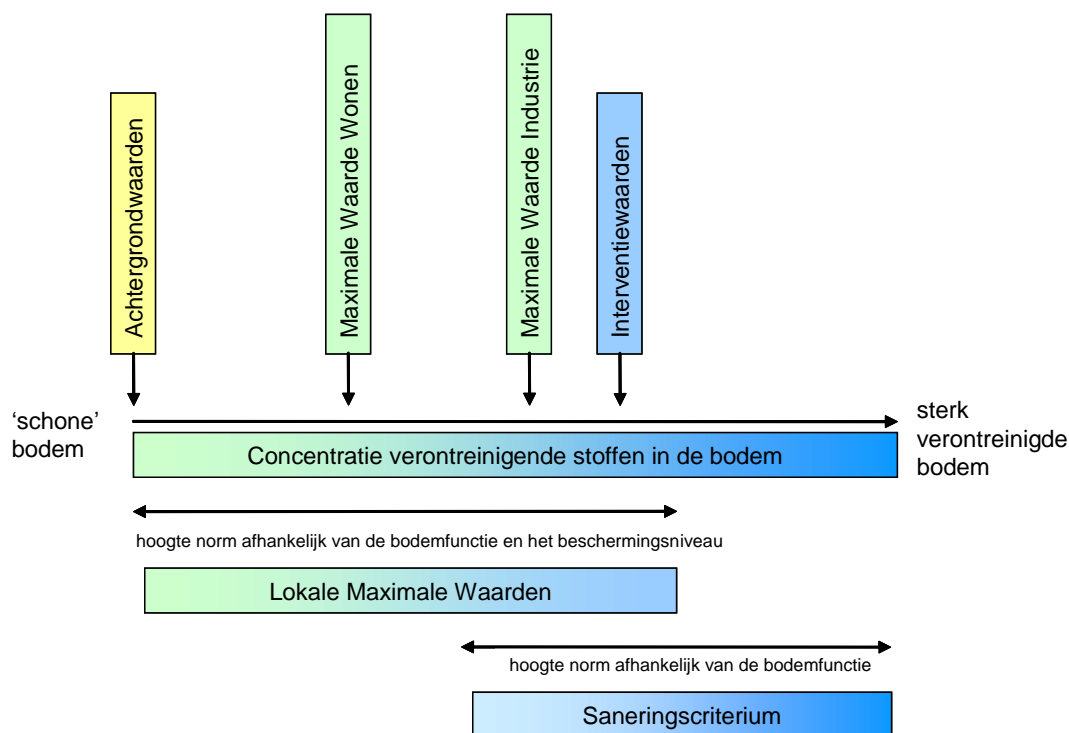 Achtergrondwaarden
Maximale Waarde Wonen
Maximale Waarde Industrie
Interventiewaarden
‘schone’
bodem
sterk
verontreinigde
bodem
Concentratie verontreinigende stoffen in de bodem
hoogte norm afhankelijk van de bodemfunctie en het beschermingsniveau
Lokale Maximale Waarden
hoogte norm afhankelijk van de bodemfunctie
Saneringscriterium